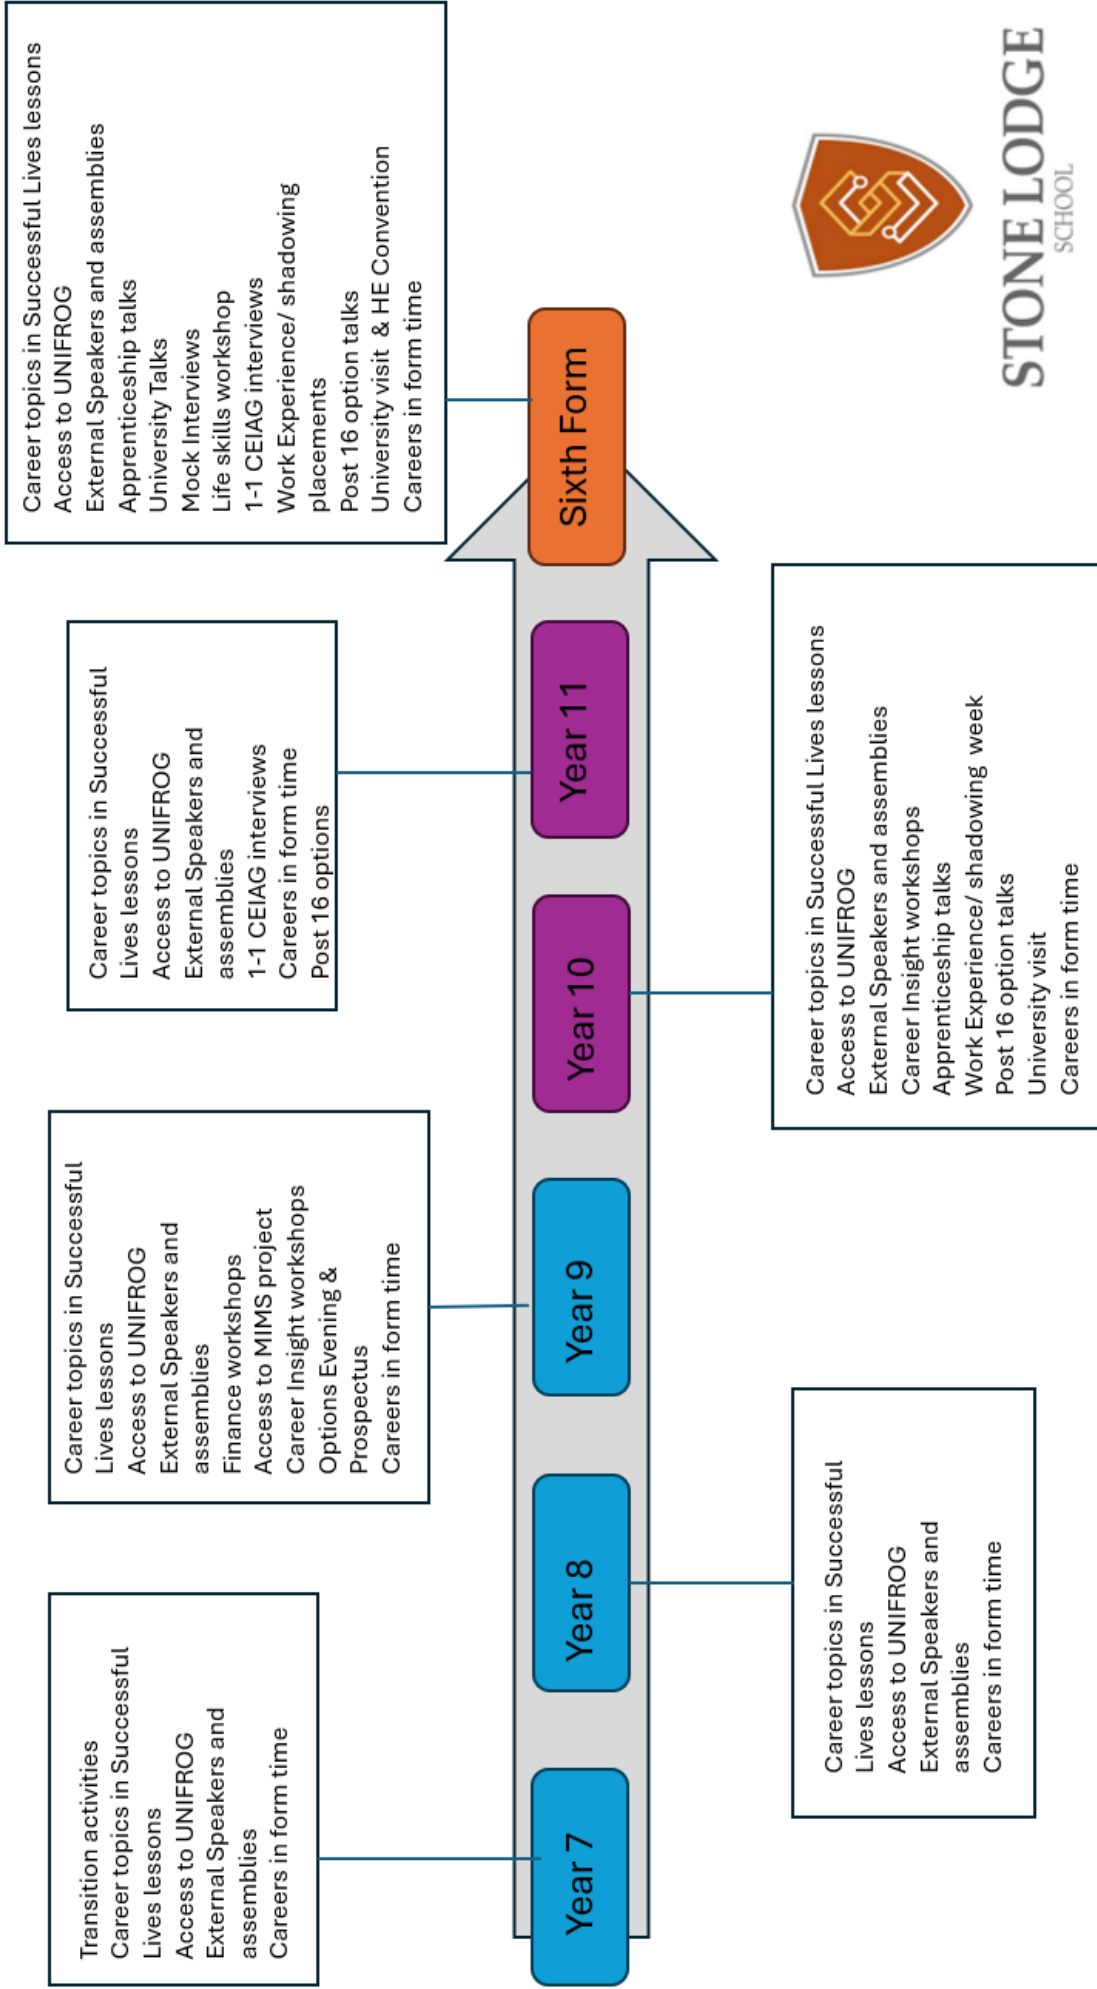 Transition activities
Career topics in Successful
Lives lessons
Access to UNIFROG
External Speakers and
assemblies
Careers in form time
Career topics in Successful
Lives lessons
Access to UNIFROG
External Speakers and
assemblies
Finance workshops
Access to MIMS project
Career Insight workshops
Options Evening &
Prospectus
Careers in form time
Career topics in Successful
Lives lessons
Access to UNIFROG
External Speakers and
assemblies
1-1 CEIAG interviews
Careers in form time
Post 16 options
Career topics in Successful Lives lessons
Access to UNIFROG
External Speakers and assemblies
Apprenticeship talks
University Talks
Mock Interviews
Life skills workshop
1-1 CEIAG interviews
Work Experience/ shadowing
placements
Post 16 option talks
University visit & HE Convention
Careers in form time
Year 7
Year 8
Year 9
Year 10
Year 11
Sixth Form
Career topics in Successful
Lives lessons
Access to UNIFROG
External Speakers and
assemblies
Careers in form time
Career topics in Successful Lives lessons
Access to UNIFROG
External Speakers and assemblies
Career Insight workshops
Apprenticeship talks
Work Experience/ shadowing week
Post 16 option talks
University visit
Careers in form time
STONE LODGE
SCHOOL